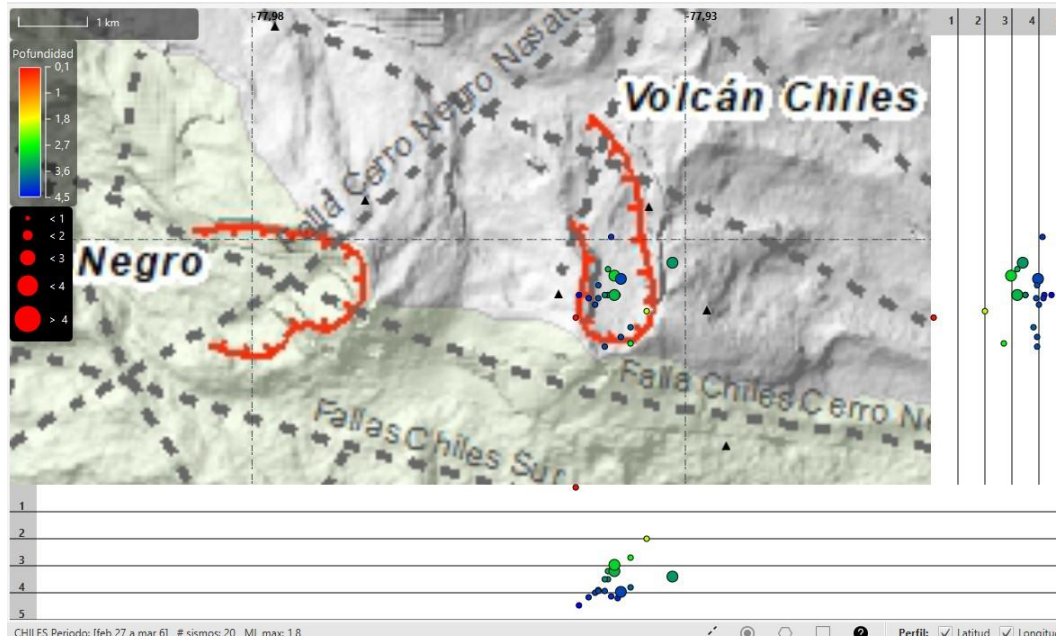 1 km
-77,98
-77,93
1 2 3 4
Pofundidad
0,1
1
1,8
2,7
3,6
4,5
< 1
< 2
< 3
< 4
> 4
Volcán Chiles
Falla Cerro Negro Nasate
Negro
Falla Chiles Cerro Ne
Fallas Chiles Sur
1
2
3
4
5
CHILES Periodo: [feb 27 a mar 6] # sismos: 20 ML max: 1.8
Perfil: Latitud Longitud